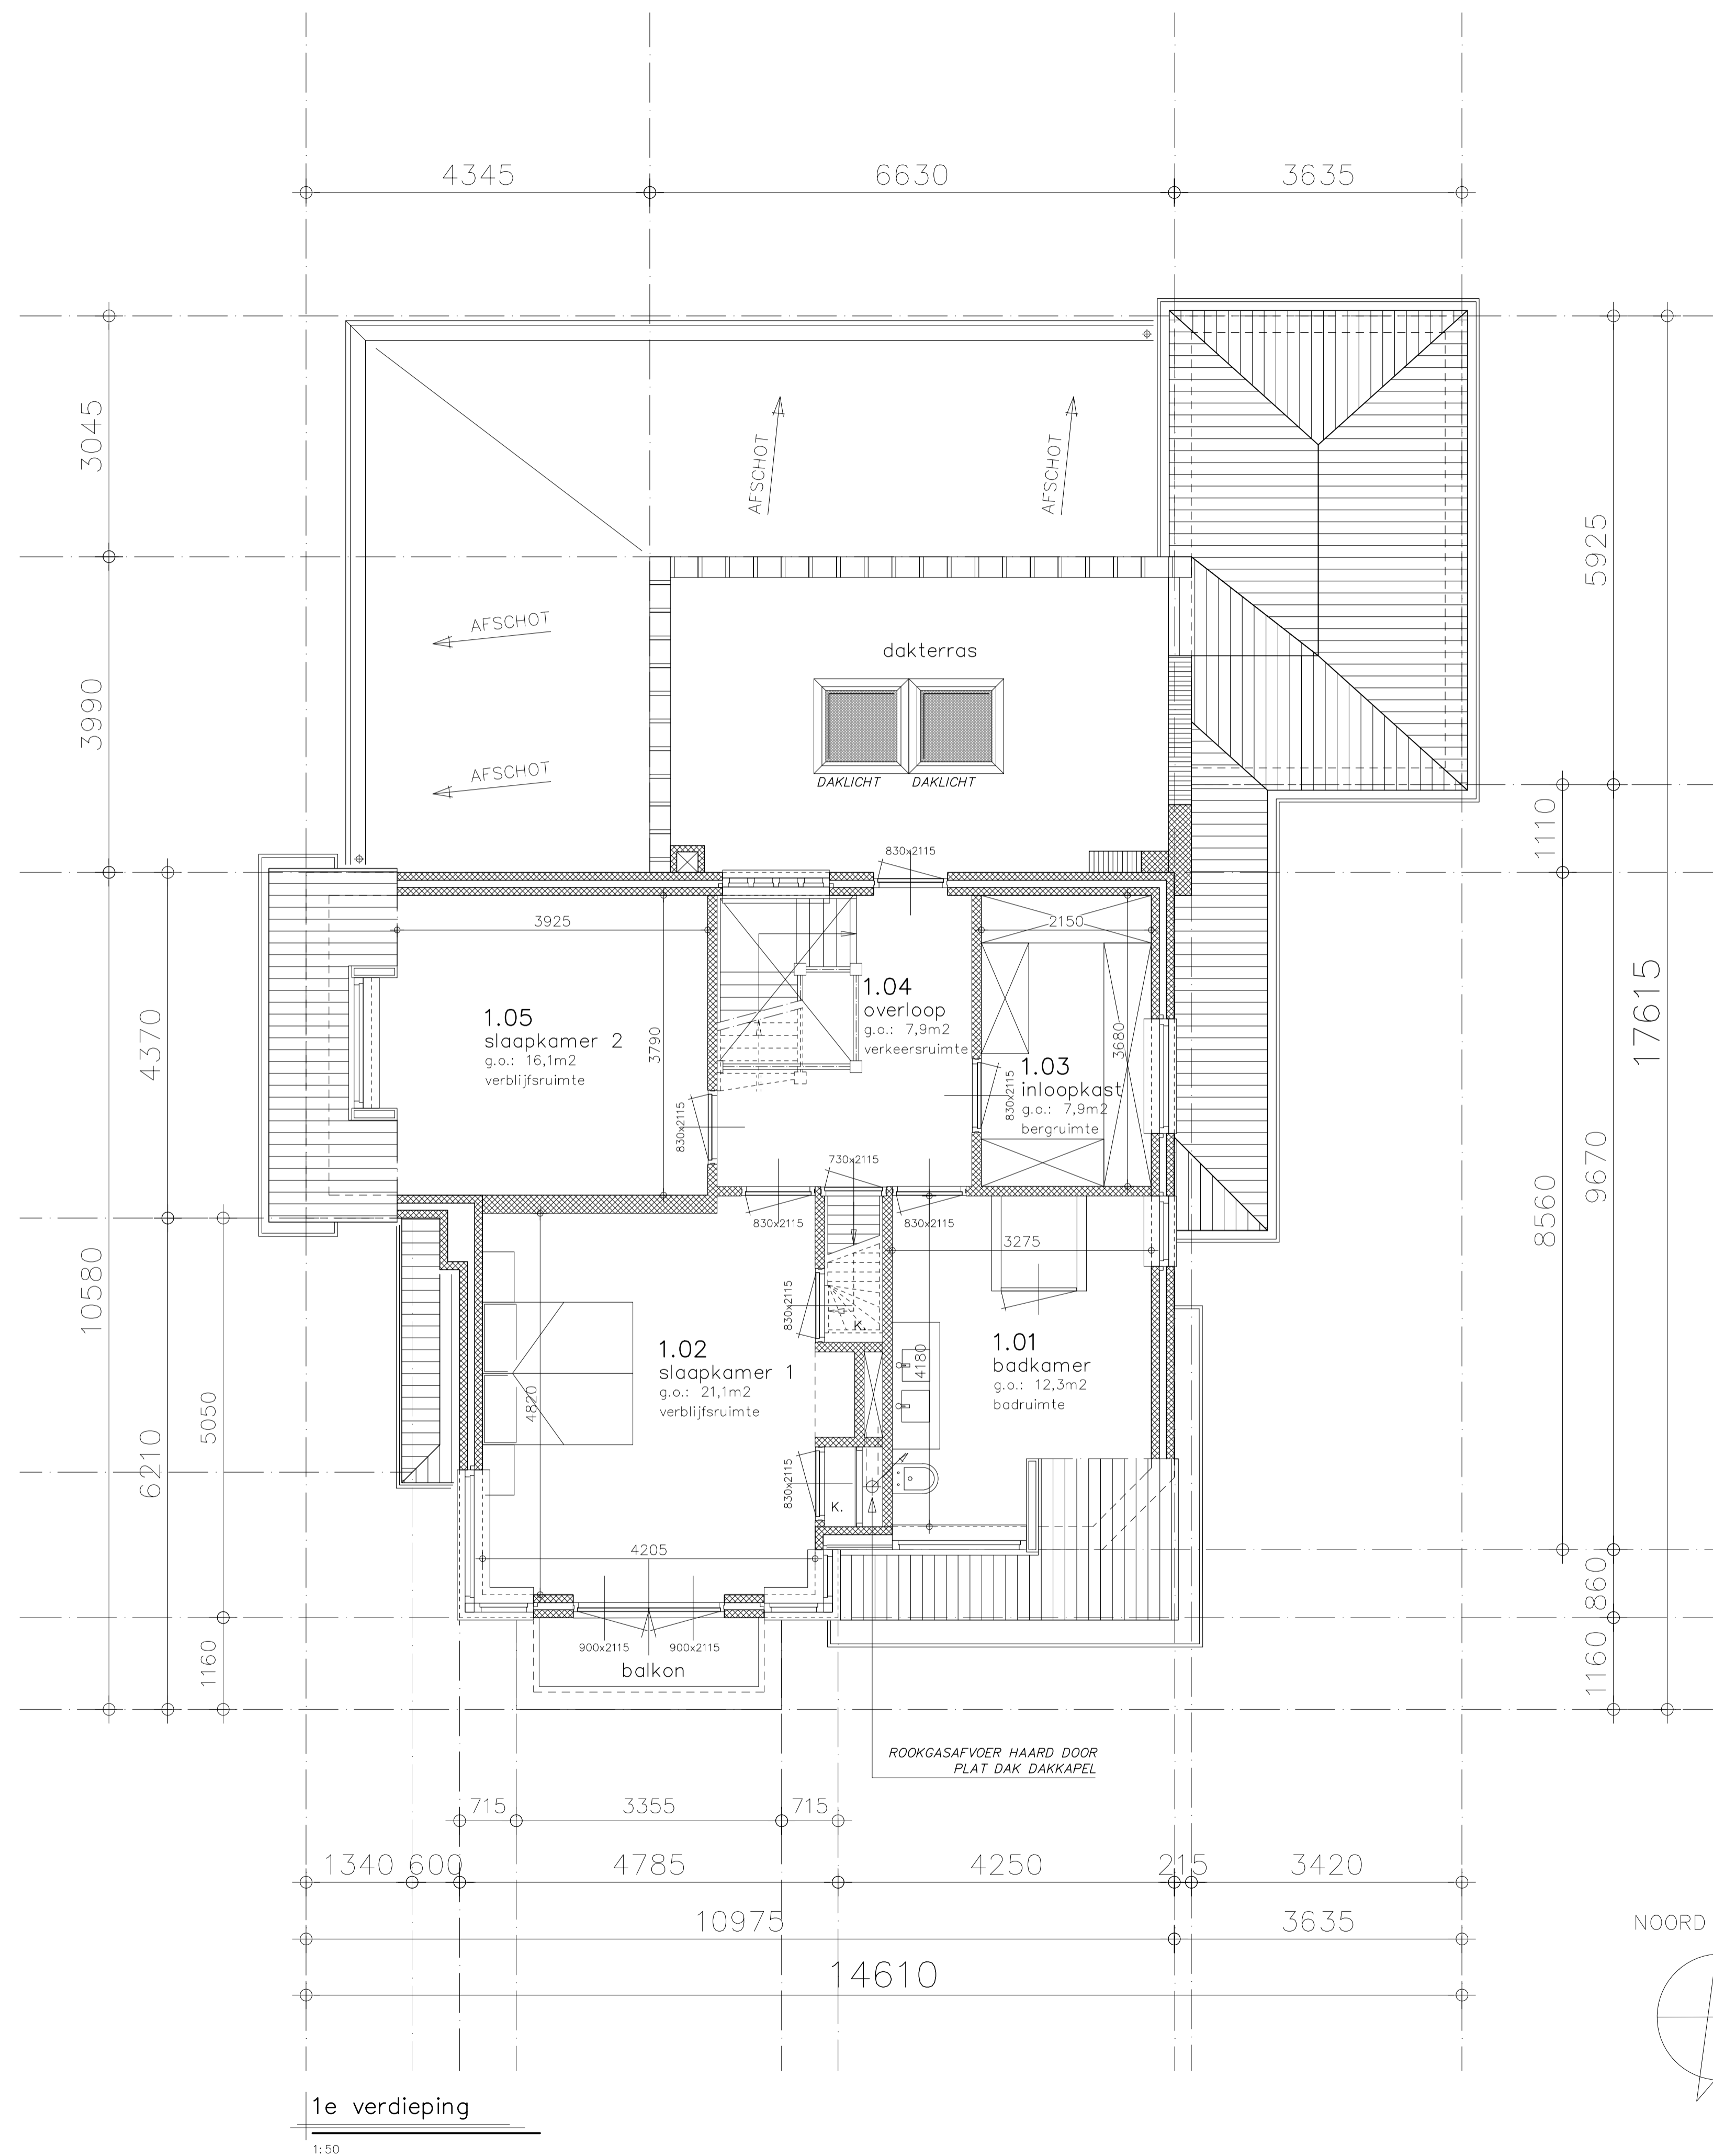 4345
6630
3635
3045
3990
4370
10580
6210
5050
1160
5925
1110
17615
9670
8560
860
1160
AFSCHOT
AFSCHOT
AFSCHOT
AFSCHOT
dakterras
DAKLICHT
DAKLICHT
830x2115
3925
2150
1.05
slaapkamer 2
g.o.: 16,1m2
verblijfsruimte
3790
1.04
overloop
g.o.: 7,9m2
verkeersruimte
3680
1.03
inloopkast
g.o.: 7,9m2
bergruimte
830x2115
830x2115
730x2115
830x2115
830x2115
3275
830x2115
K.
1.02
slaapkamer 1
g.o.: 21,1m2
verblijfsruimte
4820
4180
1.01
badkamer
g.o.: 12,3m2
badruimte
830x2115
K.
4205
900x2115
900x2115
balkon
ROOKGASAFVOER HAARD DOOR
PLAT DAK DAKKAPEL
715
3355
715
1340
600
4785
4250
215
3420
10975
3635
14610
NOORD
1e verdieping
1:50